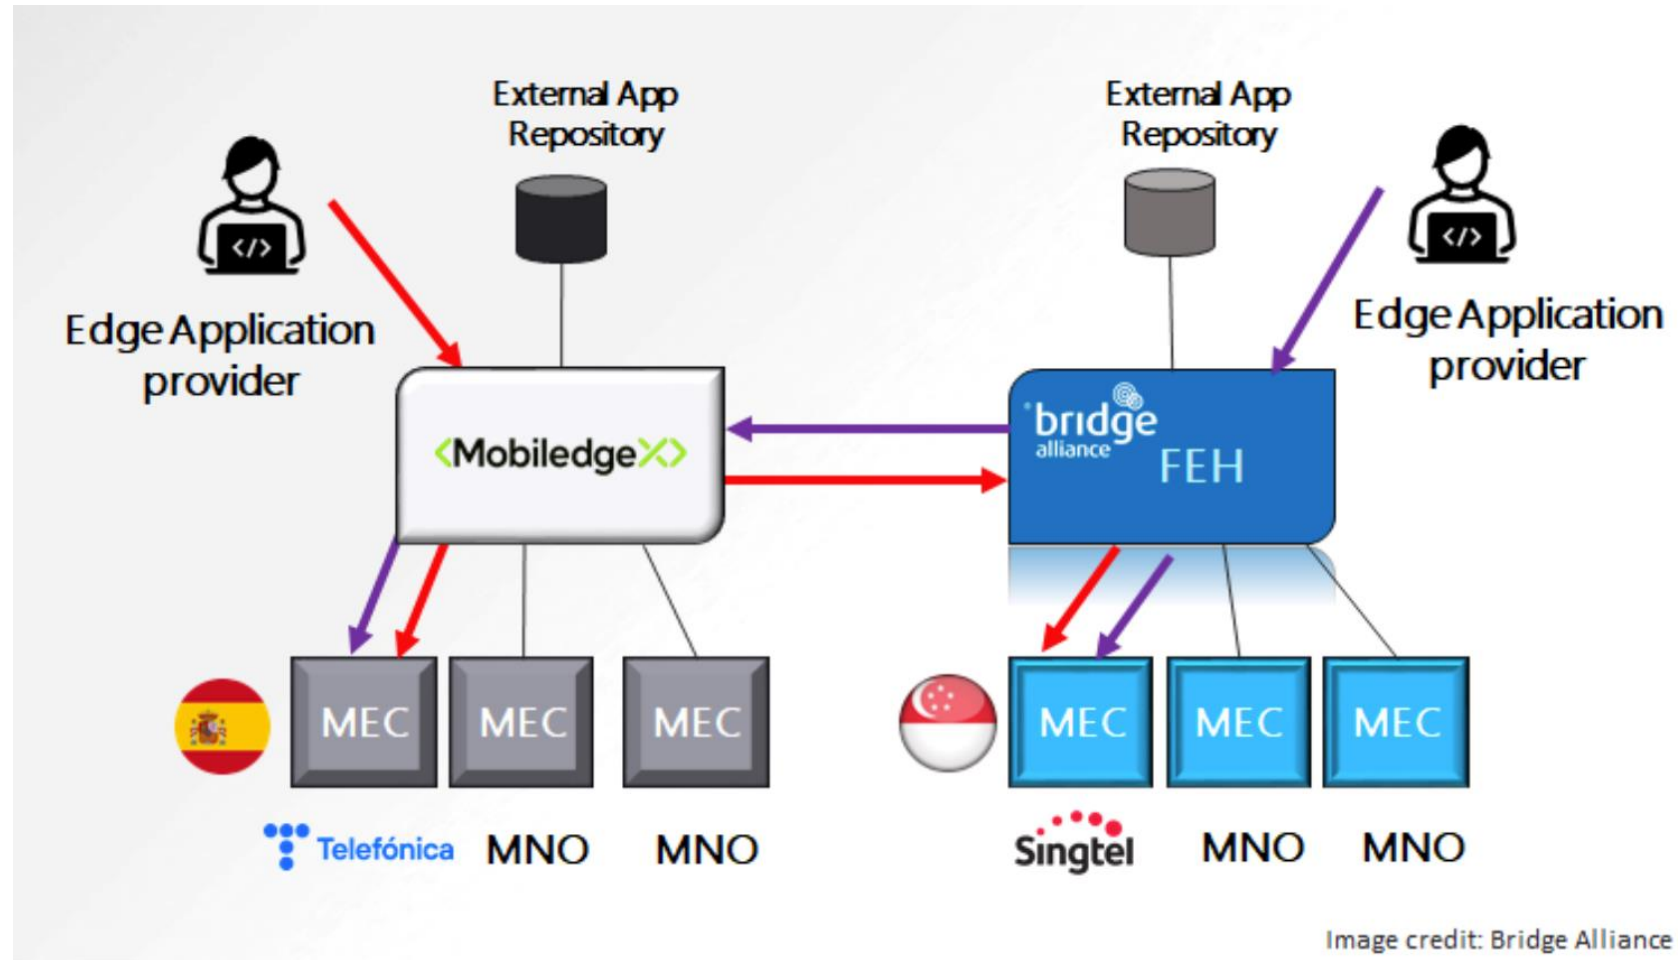 External App
Repository
External App
Repository
</>
</>
Edge Application
provider
Edge Application
provider
<MobiledgeX>
bridge
alliance
FEH
MEC
MEC
MEC
MEC
MEC
MEC
Telefónica
MNO
MNO
Singtel
MNO
MNO
Image credit: Bridge Alliance